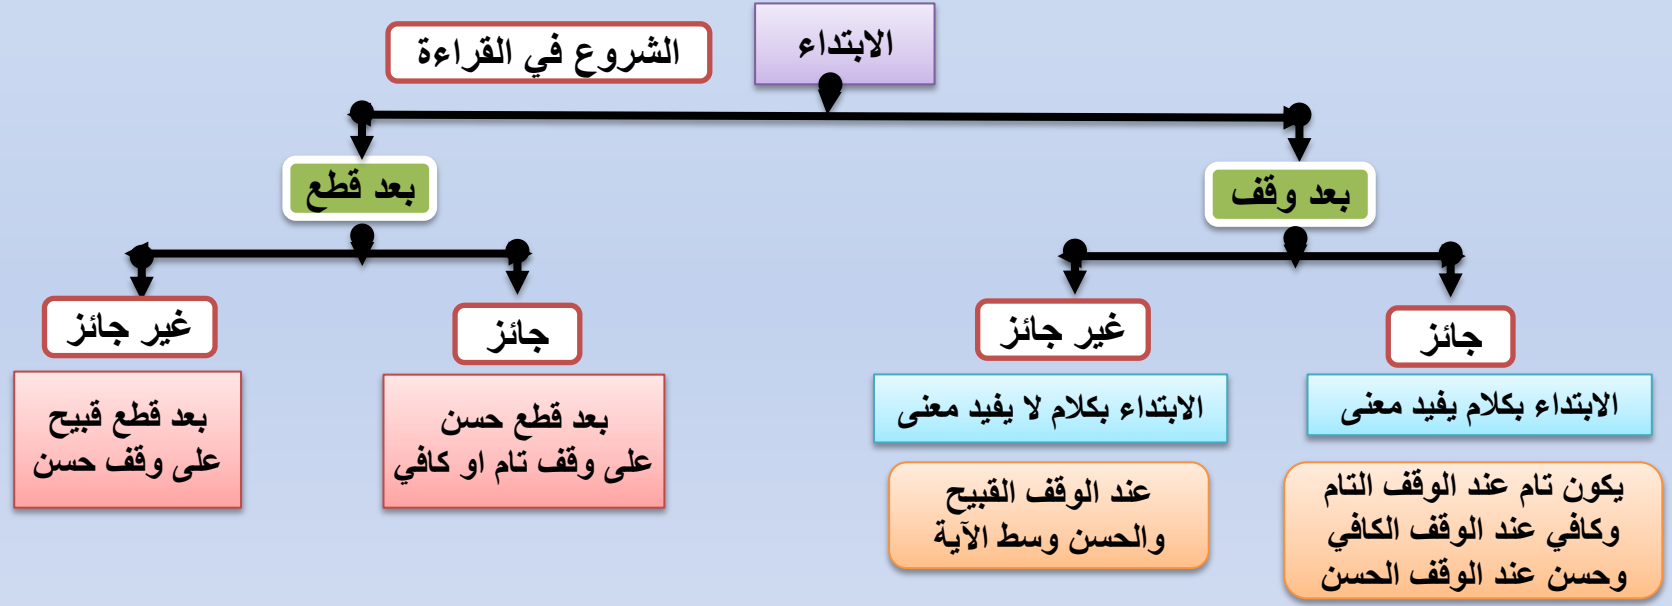 الابتداء
الشروع في القراءة
بعد وقف
بعد قطع
جائز
غير جائز
جائز
غير جائز
الابتداء بكلام يفيد معنى
الابتداء بكلام لا يفيد معنى
بعد قطع حسن
على وقف تام او كافي
بعد قطع قبيح
على وقف حسن
يكون تام عند الوقف التام
وكافي عند الوقف الكافي
وحسن عند الوقف الحسن
عند الوقف القبيح
والحسن وسط الآية